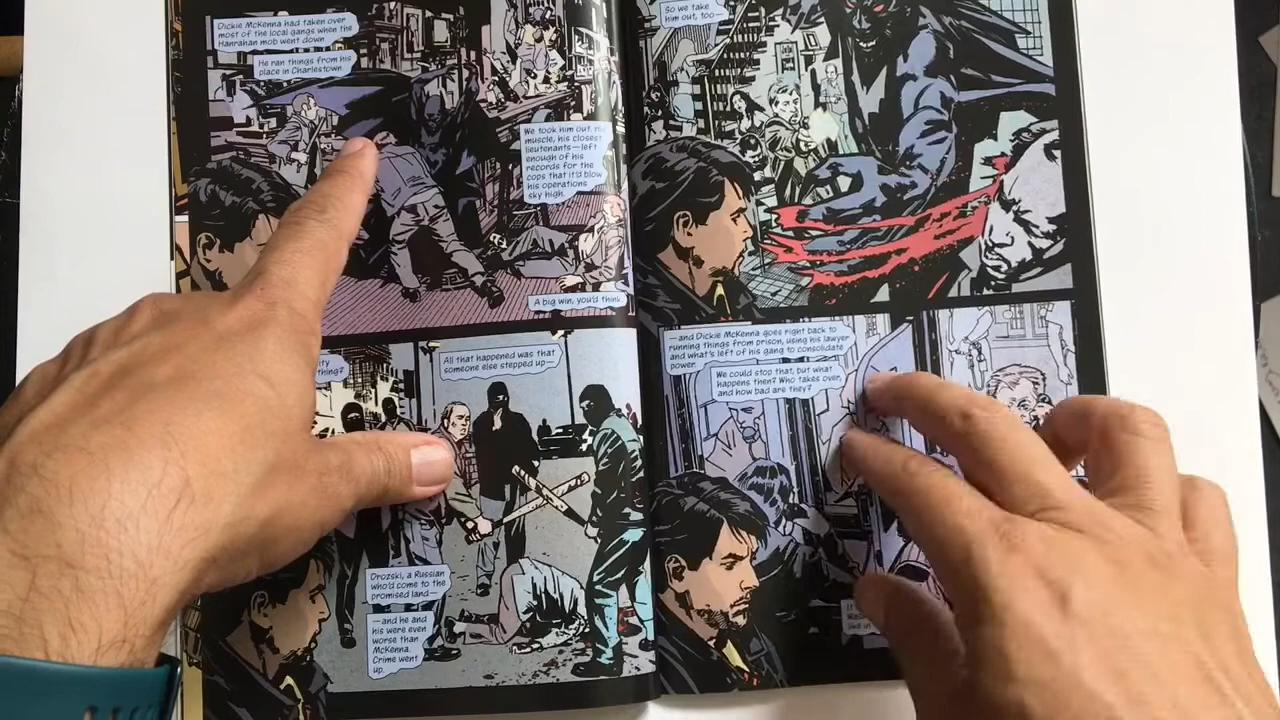 Dickie McKenna had taken over
most of the local gangs when the
Hanrahan mob went down.
He ran things from his
place in Charlestown.
We took him out, his
muscle, his closest
lieutenants—left
enough of his
records for the
cops that it'd blow
his operations
sky high.
A big win, you'd think.
thing?
All that happened was that
someone else stepped up—
Drozski, a Russian
who'd come to the
promised land—
—and he and
his were even
worse than
McKenna.
Crime went
up.
So we take
him out, too—
—and Dickie McKenna goes right back to
running things from prison, using his lawyer
and what's left of his gang to consolidate
power.
We could stop that, but what
happens then? Who takes over,
and how bad are they?